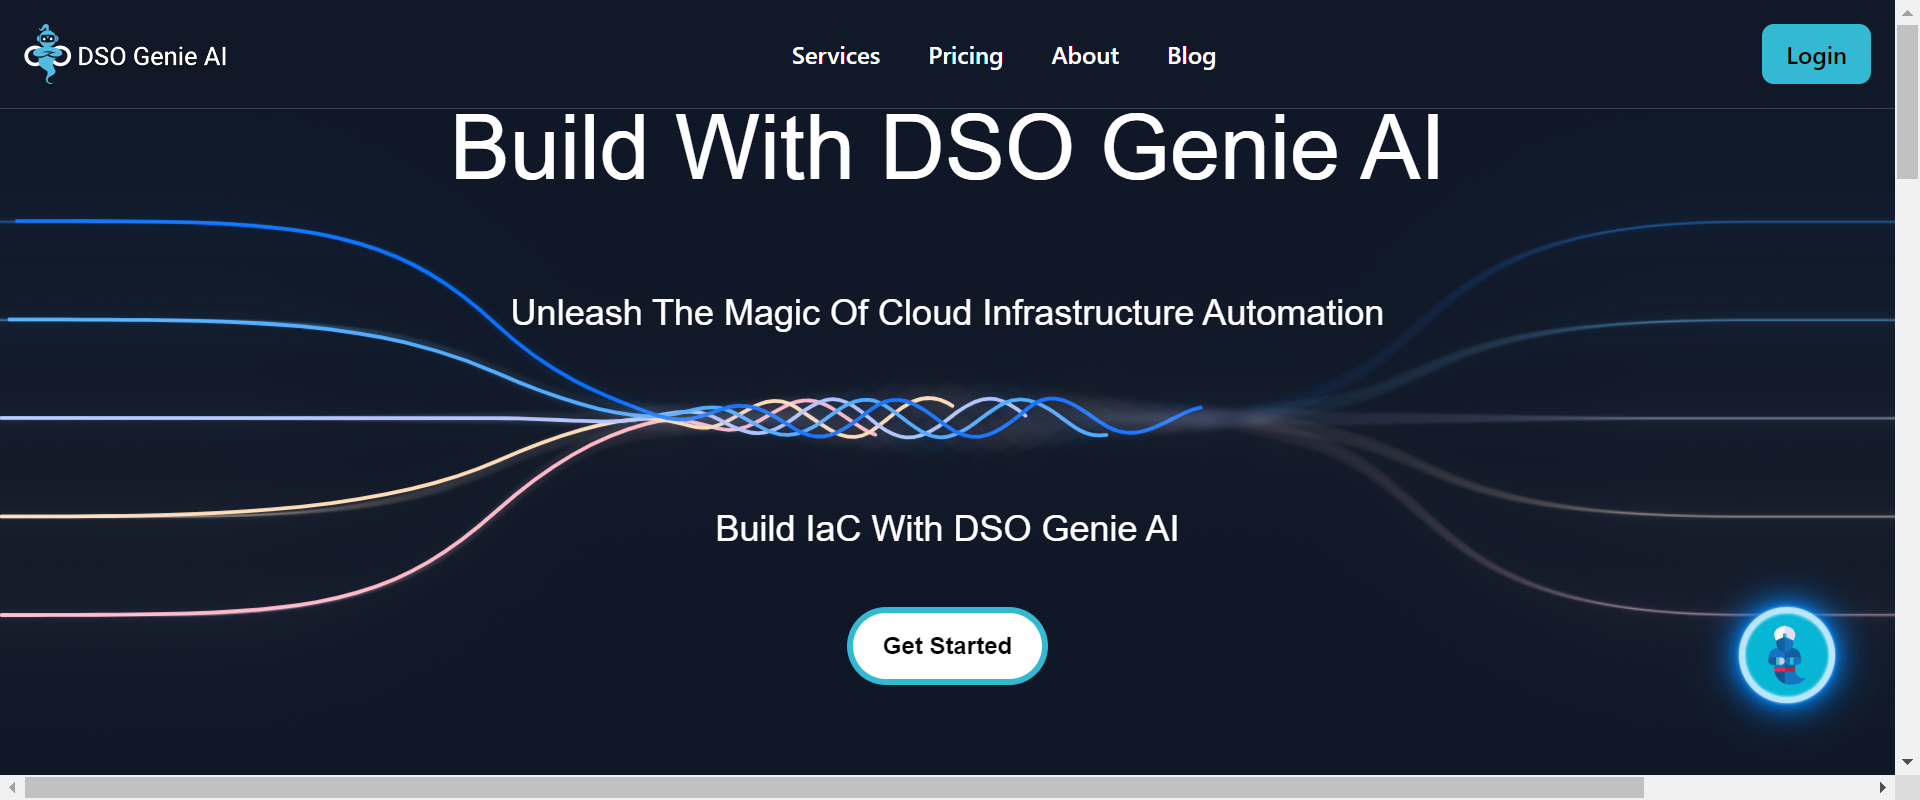 DSO Genie AI
Services
Pricing
About
Blog
Login
Build With DSO Genie AI
Unleash The Magic Of Cloud Infrastructure Automation
Build IaC With DSO Genie AI
Get Started